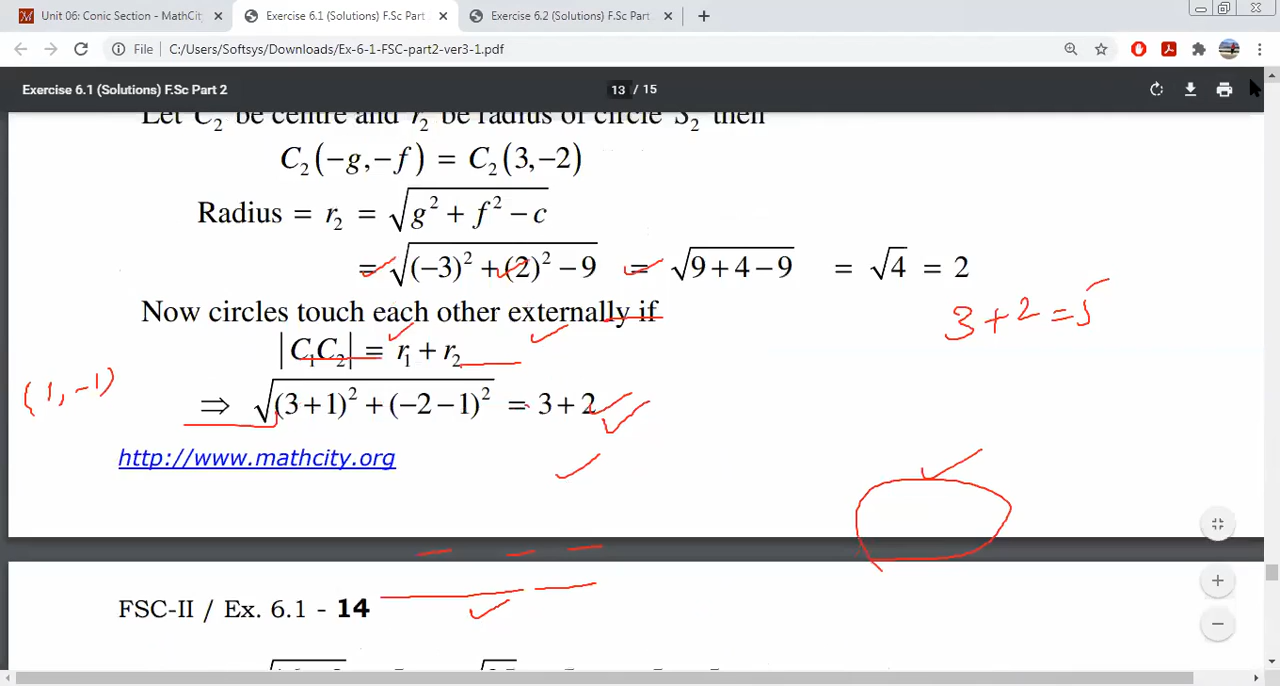 Unit 06: Conic Section - MathCit
Exercise 6.1 (Solutions) F.Sc Part
Exercise 6.2 (Solutions) F.Sc Part
File | C:/Users/Softsys/Downloads/Ex-6-1-FSC-part2-ver3-1.pdf
Exercise 6.1 (Solutions) F.Sc Part 2
13 / 15
Let C₂ be centre and r₂ be radius of circle S₂ then
C₂(−g,−f) = C₂(3,−2)
Radius = r₂ = √(g² + f² − c)
= √((−3)² + (2)² − 9) = √(9+4−9) = √4 = 2
3+2=5
Now circles touch each other externally if
|C₁C₂| = r₁ + r₂
(1,-1)
⇒ √((3+1)² + (−2−1)²) = 3+2
http://www.mathcity.org
FSC-II / Ex. 6.1 - 14